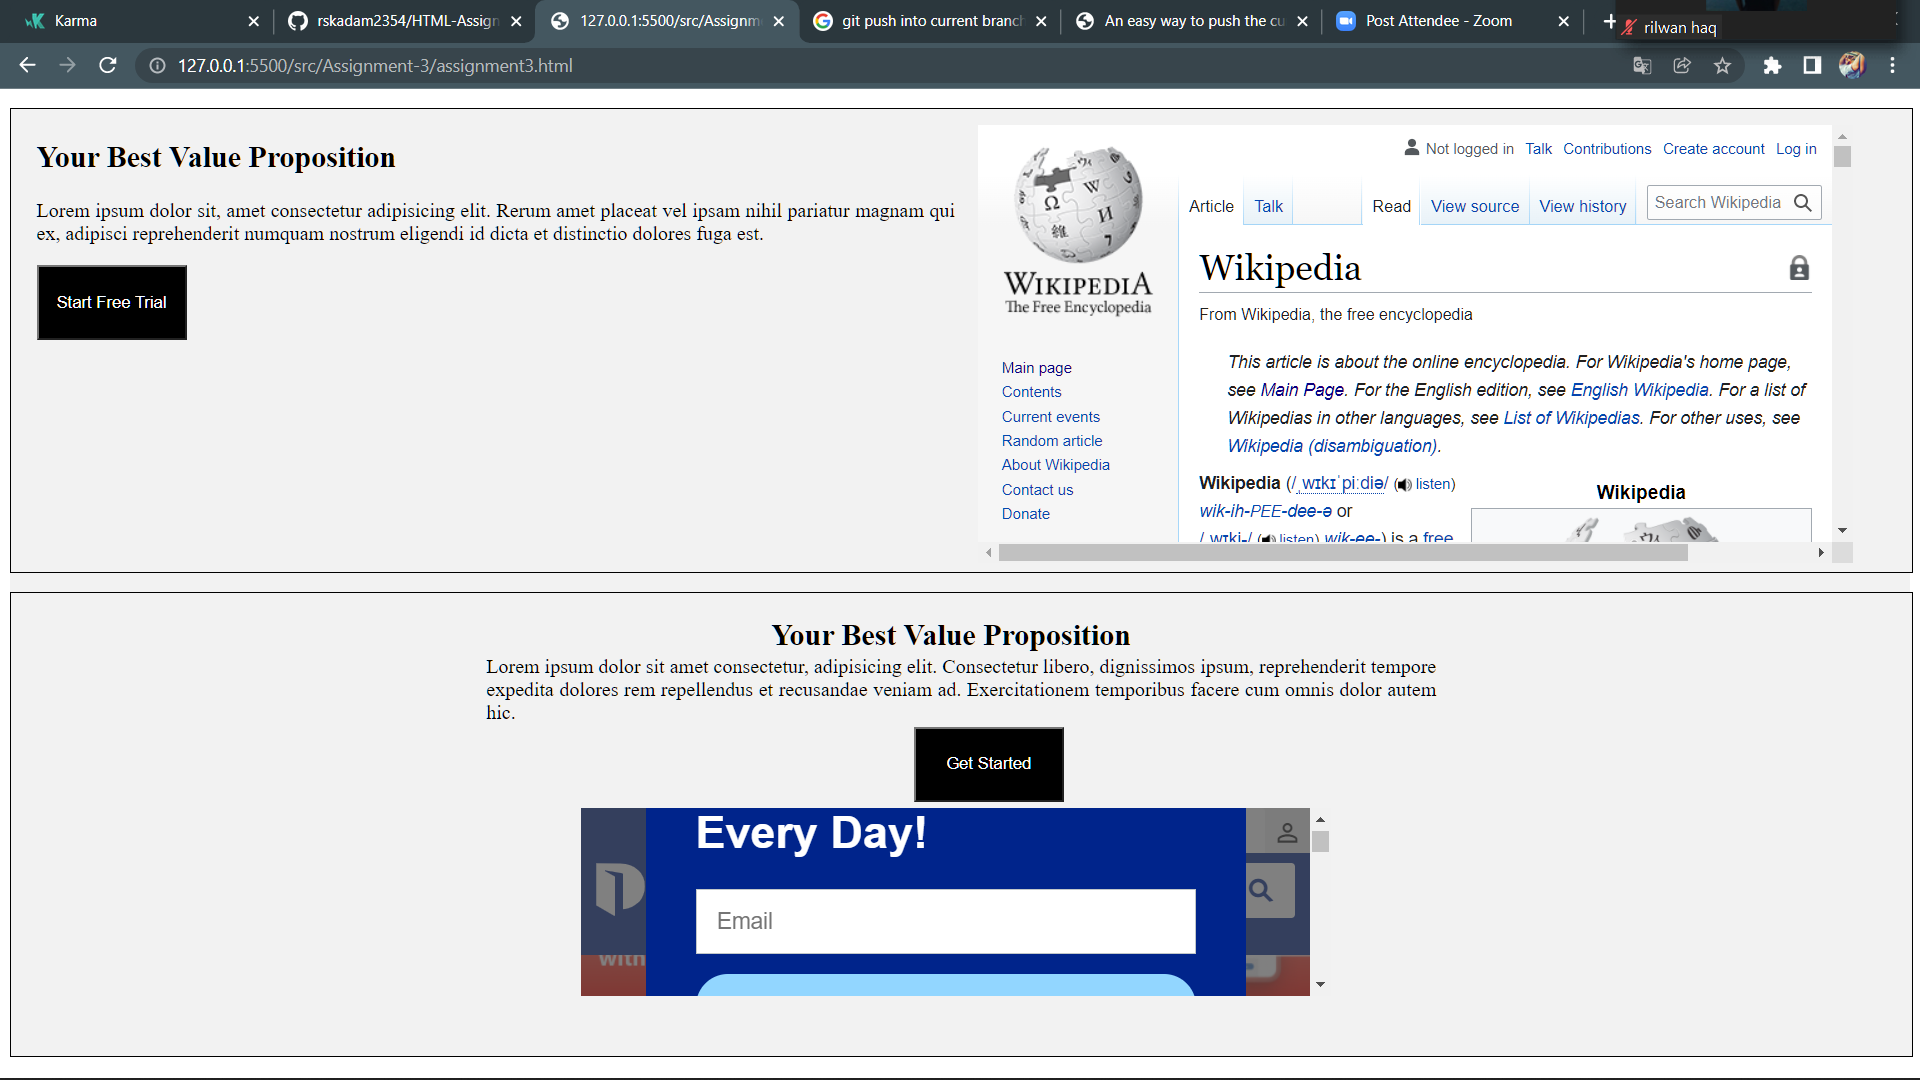 Karma
rskadam2354/HTML-Assign
127.0.0.1:5500/src/Assignm
git push into current branch
An easy way to push the cu
Post Attendee - Zoom
rilwan haq
127.0.0.1:5500/src/Assignment-3/assignment3.html
Your Best Value Proposition
Lorem ipsum dolor sit, amet consectetur adipisicing elit. Rerum amet placeat vel ipsam nihil pariatur magnam qui
ex, adipisci reprehenderit numquam nostrum eligendi id dicta et distinctio dolores fuga est.
Start Free Trial
WIKIPEDIA
The Free Encyclopedia
Main page
Contents
Current events
Random article
About Wikipedia
Contact us
Donate
Not logged in Talk Contributions Create account Log in
Article Talk Read View source View history Search Wikipedia
Wikipedia
From Wikipedia, the free encyclopedia
This article is about the online encyclopedia. For Wikipedia's home page,
see Main Page. For the English edition, see English Wikipedia. For a list of
Wikipedias in other languages, see List of Wikipedias. For other uses, see
Wikipedia (disambiguation).
Wikipedia (/ˌwɪkɪˈpiːdiə/ (listen)
wik-ih-PEE-dee-ə or
/ˌwɪki-/ (listen) wik-ee-) is a free
Wikipedia
Your Best Value Proposition
Lorem ipsum dolor sit amet consectetur, adipisicing elit. Consectetur libero, dignissimos ipsum, reprehenderit tempore
expedita dolores rem repellendus et recusandae veniam ad. Exercitationem temporibus facere cum omnis dolor autem
hic.
Get Started
Every Day!
Email
with